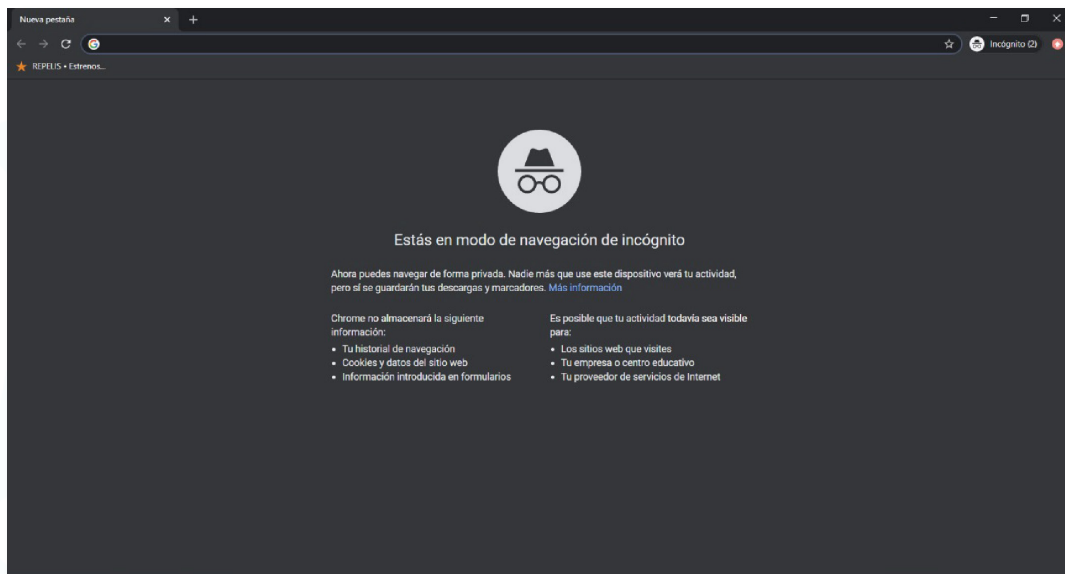 Nueva pestaña
Incógnito (2)
REPELIS • Estrenos...
Estás en modo de navegación de incógnito
Ahora puedes navegar de forma privada. Nadie más que use este dispositivo verá tu actividad,
pero sí se guardarán tus descargas y marcadores. Más información
Chrome no almacenará la siguiente
información:
• Tu historial de navegación
• Cookies y datos del sitio web
• Información introducida en formularios
Es posible que tu actividad todavía sea visible
para:
• Los sitios web que visites
• Tu empresa o centro educativo
• Tu proveedor de servicios de Internet